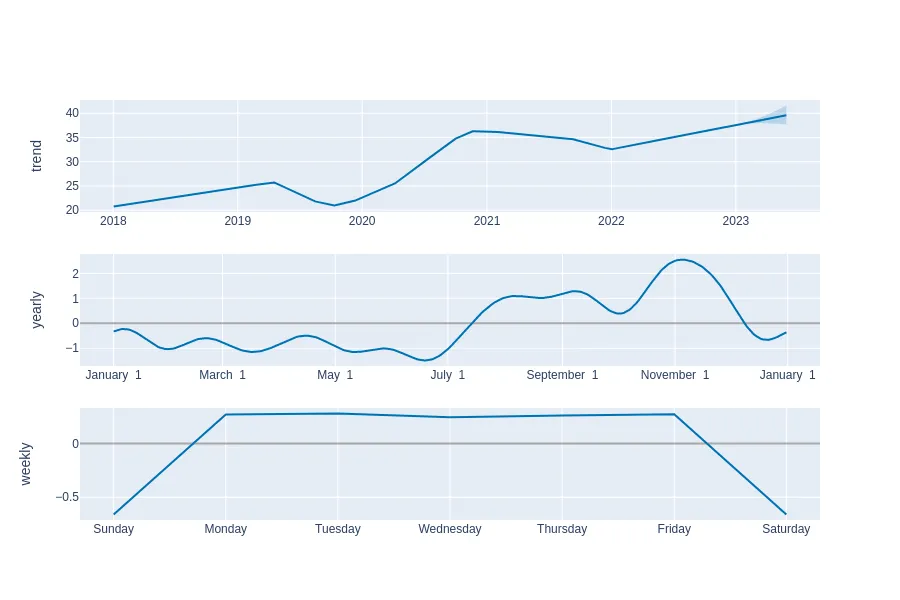 trend
40
35
30
25
20
2018 2019 2020 2021 2022 2023
yearly
2
1
0
−1
January 1 March 1 May 1 July 1 September 1 November 1 January 1
weekly
0
−0.5
Sunday Monday Tuesday Wednesday Thursday Friday Saturday